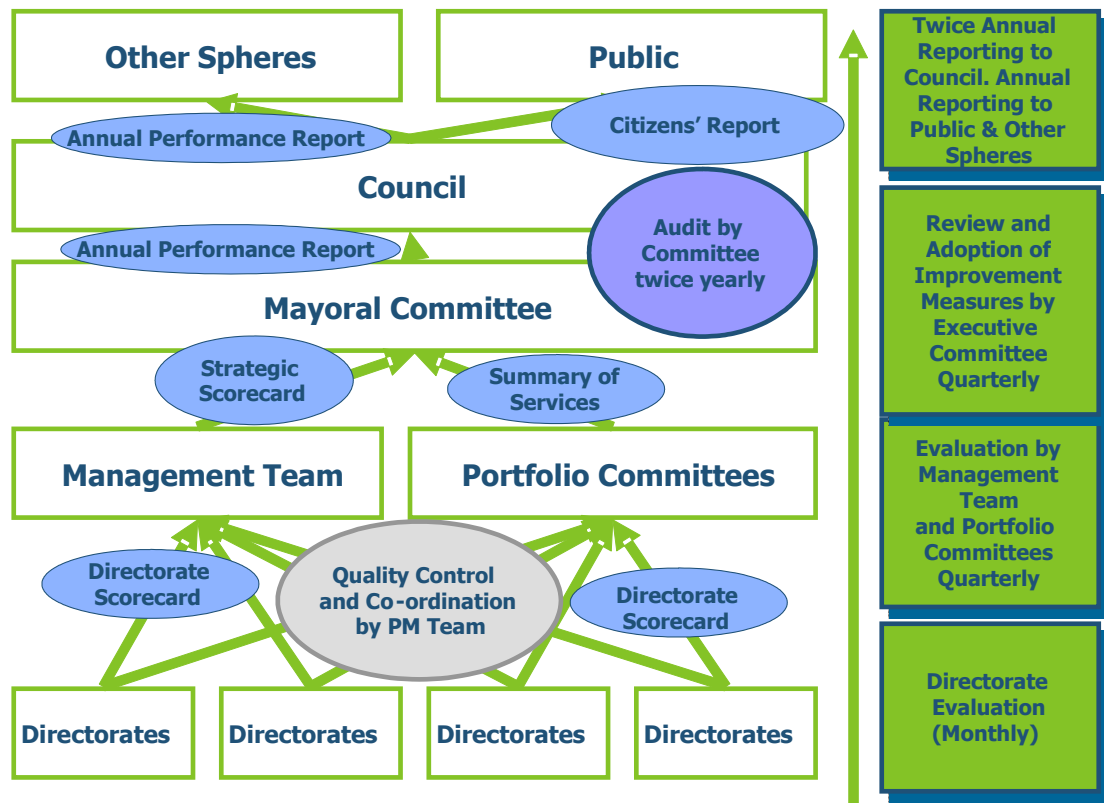 Other Spheres
Public
Annual Performance Report
Citizens’ Report
Council
Annual Performance Report
Audit by
Committee
twice yearly
Mayoral Committee
Strategic
Scorecard
Summary of
Services
Management Team
Portfolio Committees
Directorate
Scorecard
Quality Control
and Co-ordination
by PM Team
Directorate
Scorecard
Directorates
Directorates
Directorates
Directorates
Twice Annual
Reporting to
Council. Annual
Reporting to
Public & Other
Spheres
Review and
Adoption of
Improvement
Measures by
Executive
Committee
Quarterly
Evaluation by
Management
Team
and Portfolio
Committees
Quarterly
Directorate
Evaluation
(Monthly)